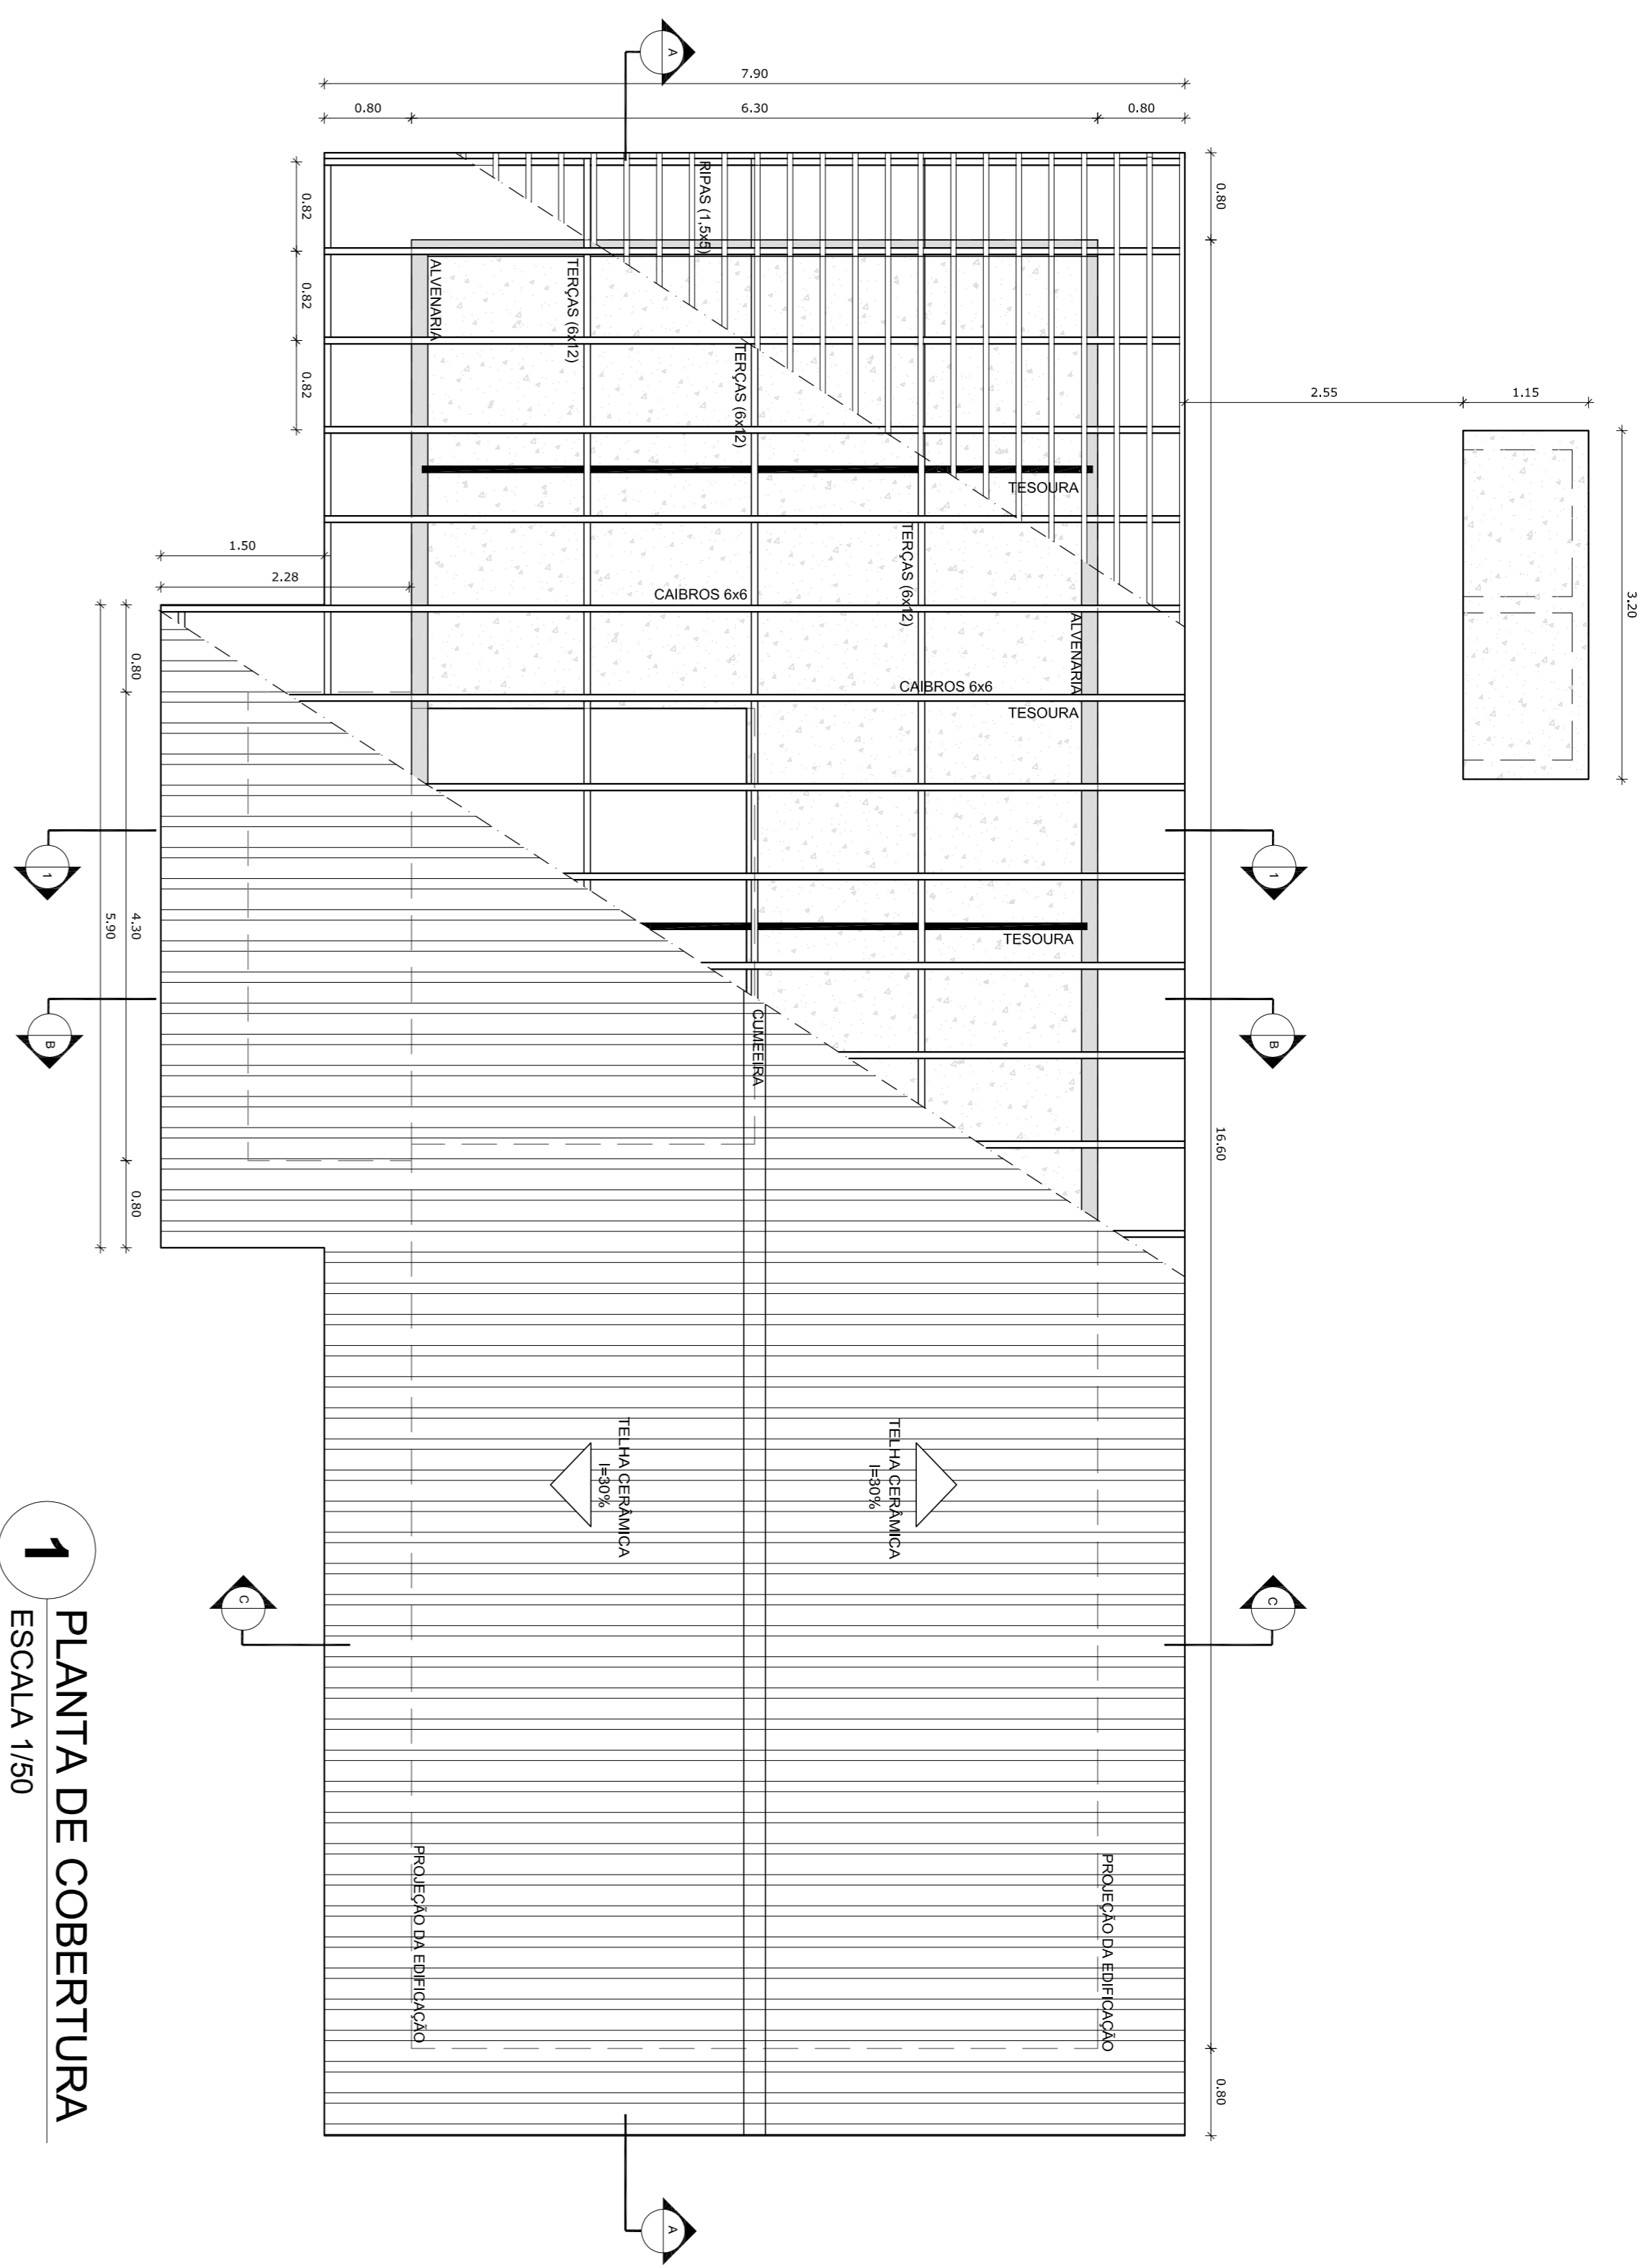 A
7.90
0.80
6.30
0.80
RIPAS (1,5x5)
0.82
0.82
0.82
0.80
ALVENARIA
TERÇAS (6x12)
TERÇAS (6x12)
2.55
1.15
3.20
TESOURA
TERÇAS (6x12)
1.50
2.28
CAIBROS 6x6
ALVENARIA
0.80
CAIBROS 6x6
TESOURA
1
1
4.30
5.90
TESOURA
B
B
CUMEEIRA
16.60
0.80
TELHA CERÂMICA
I=30%
TELHA CERÂMICA
I=30%
C
C
PROJEÇÃO DA EDIFICAÇÃO
PROJEÇÃO DA EDIFICAÇÃO
0.80
A
1
PLANTA DE COBERTURA
ESCALA 1/50